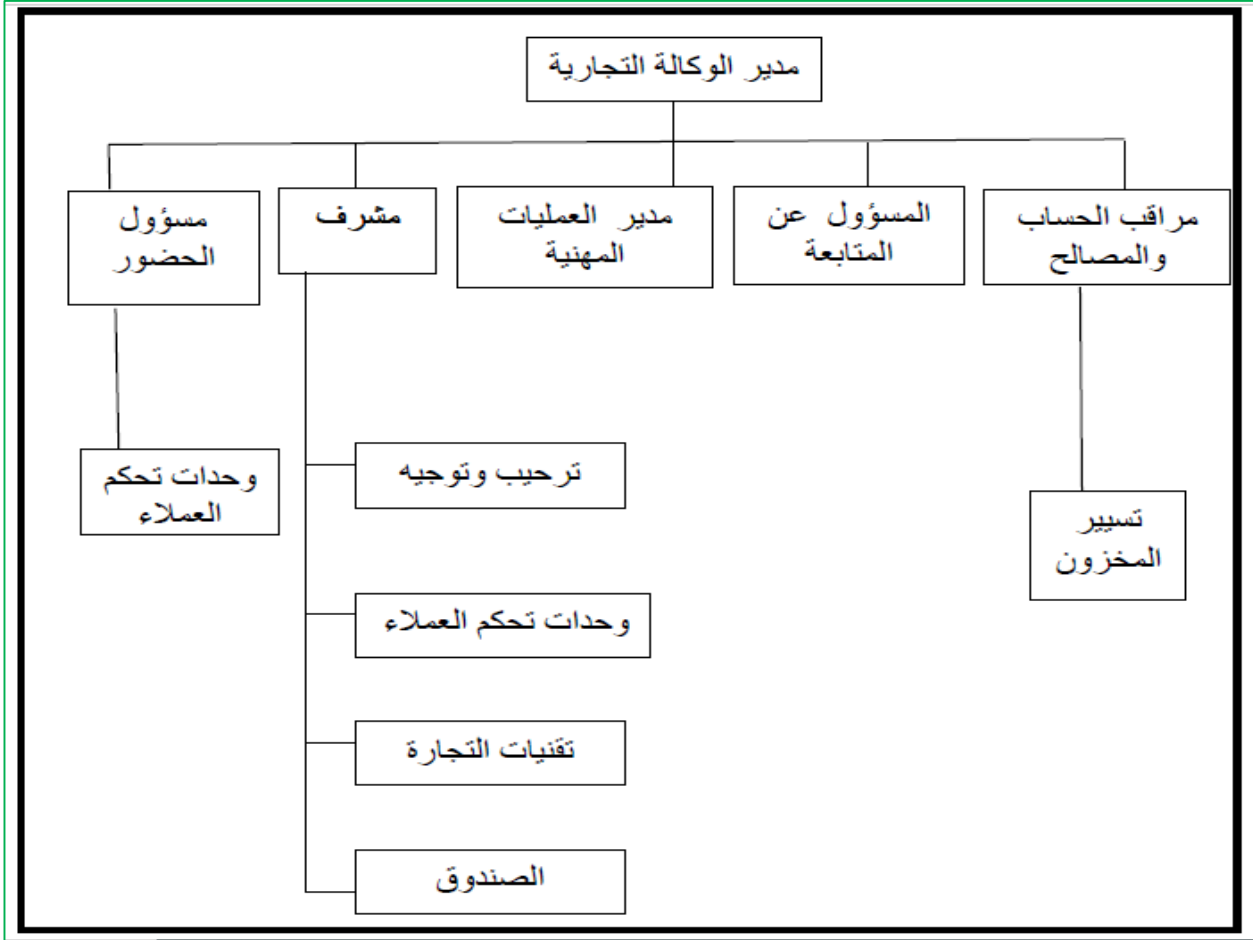 مدير الوكالة التجارية
مراقب الحساب
والمصالح
المسؤول عن
المتابعة
مدير العمليات
المهنية
مشرف
مسؤول
الحضور
ترحيب وتوجيه
وحدات تحكم
العملاء
تسيير
المخزون
وحدات تحكم العملاء
تقنيات التجارة
الصندوق